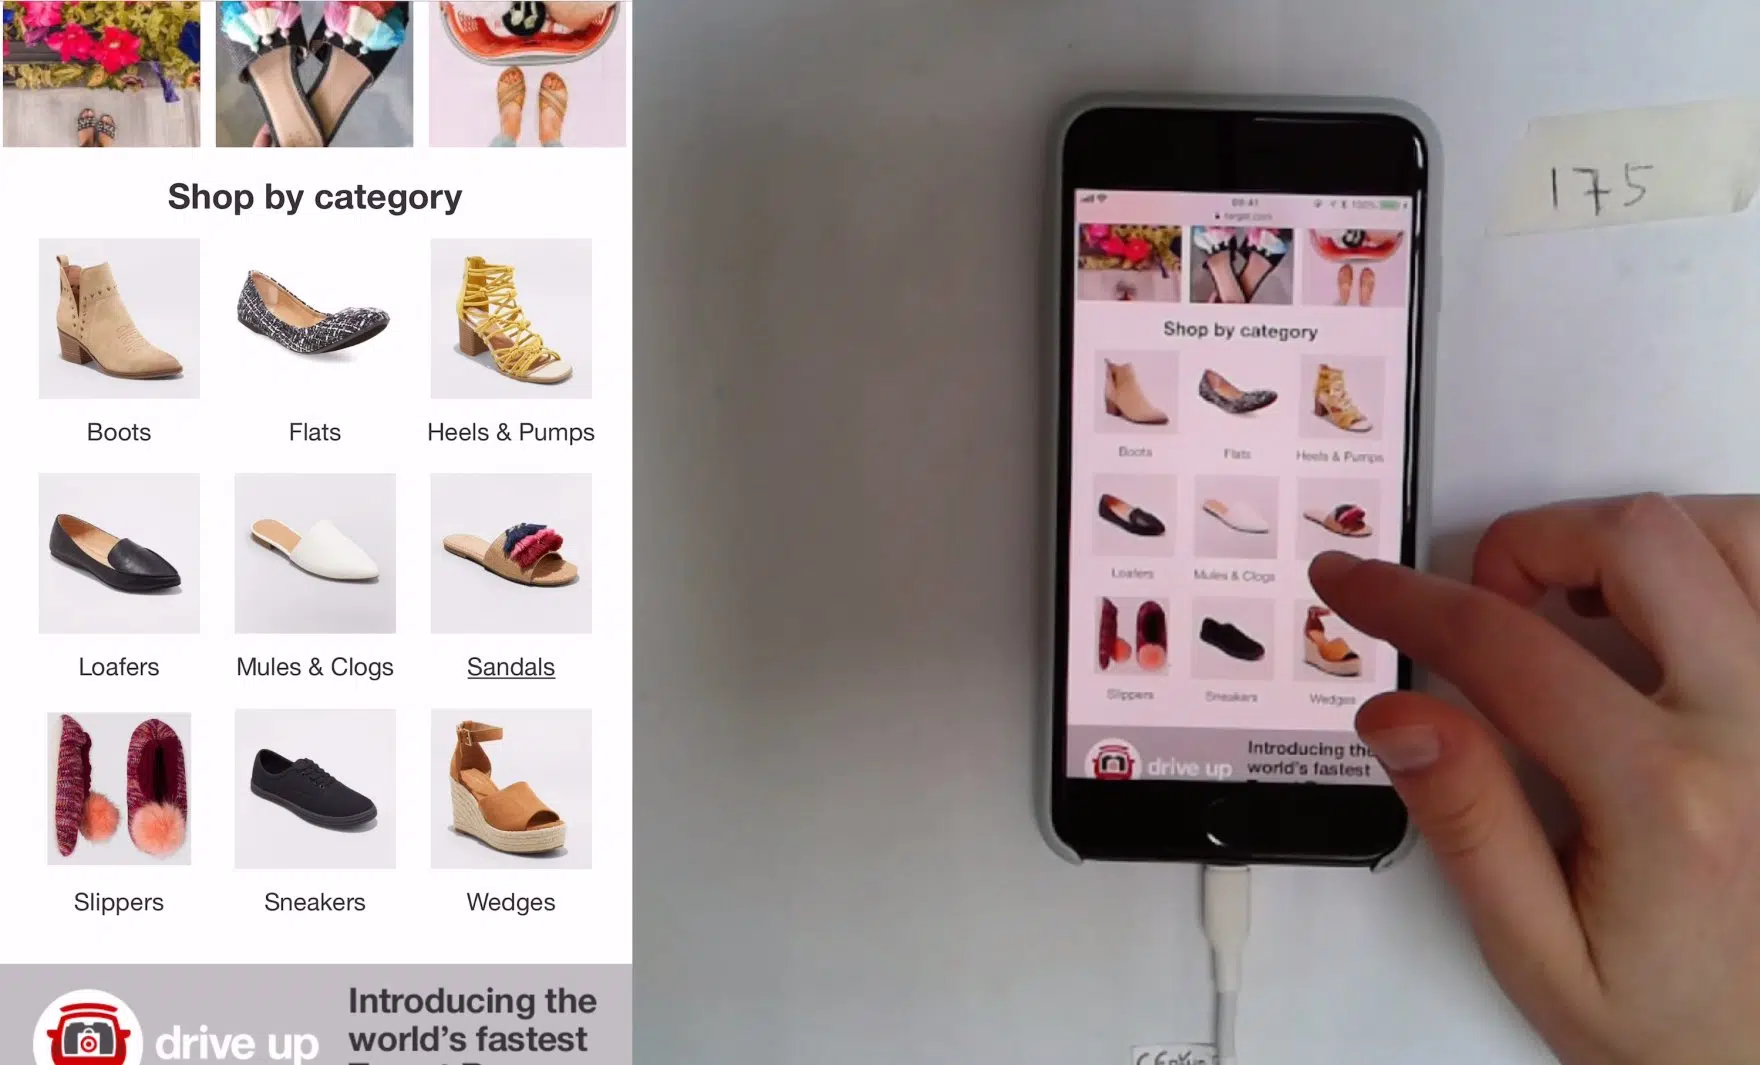 Shop by category
Boots
Flats
Heels & Pumps
Loafers
Mules & Clogs
Sandals
Slippers
Sneakers
Wedges
drive up
Introducing the
world's fastest
175
09:41
100%
target.com
Shop by category
Boots
Flats
Heels & Pumps
Loafers
Mules & Clogs
Slippers
Sneakers
Wedges
drive up
Introducing the
world's fastest